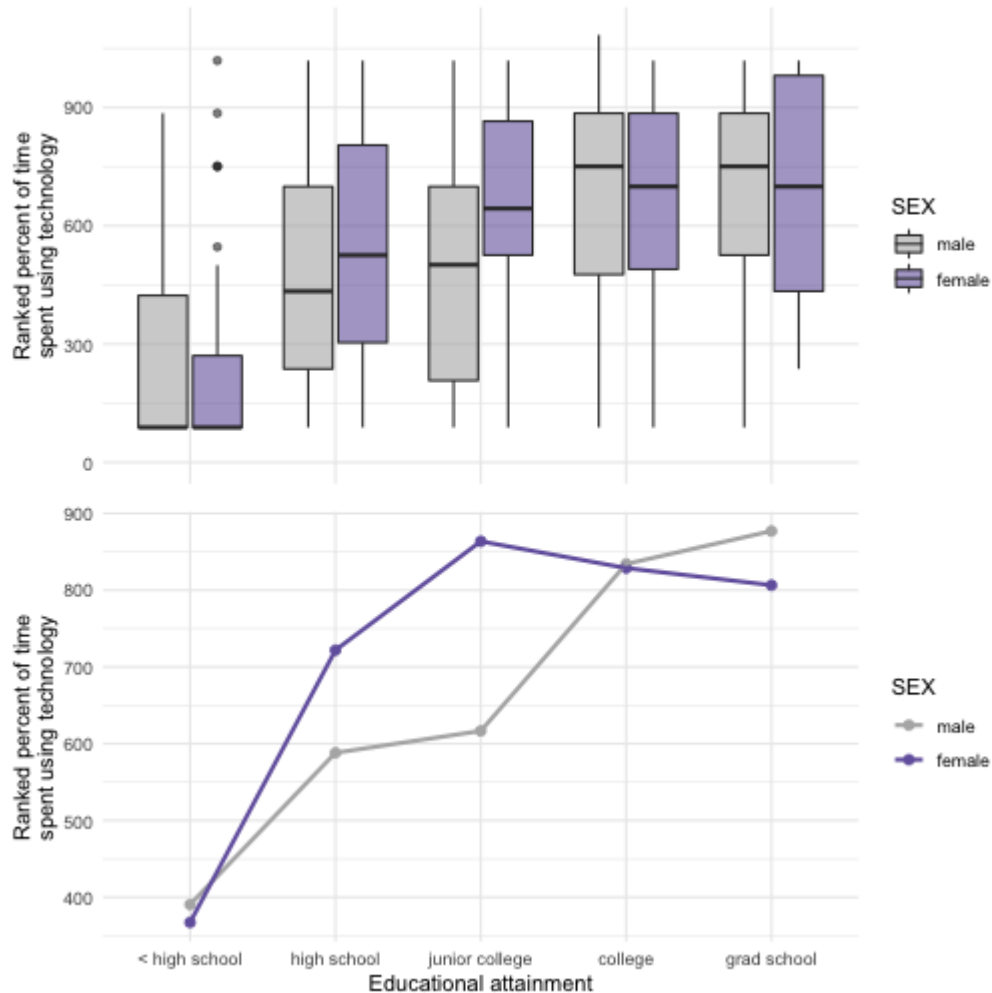 Ranked percent of time
spent using technology
900
600
300
0
SEX
male
female
Ranked percent of time
spent using technology
900
800
700
600
500
400
< high school
high school
junior college
college
grad school
Educational attainment
SEX
male
female